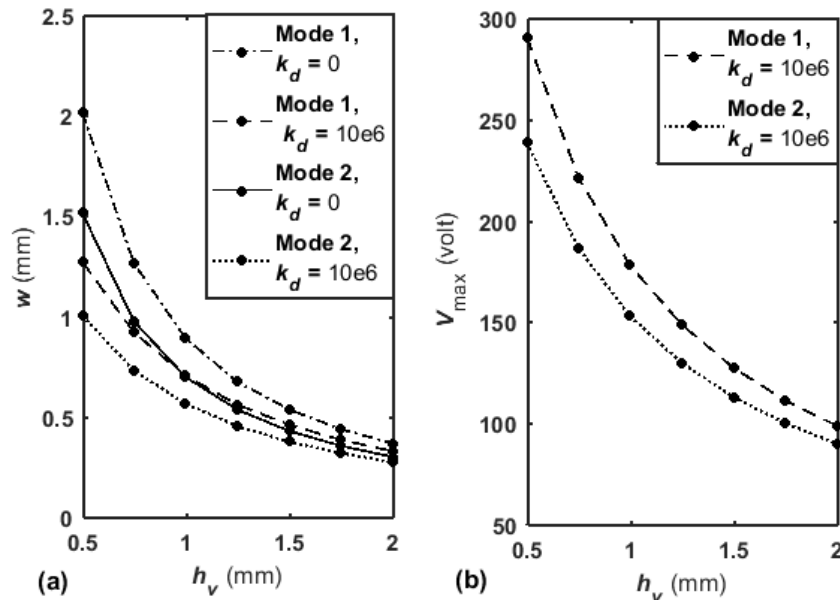 2.5
2
1.5
1
0.5
0
w (mm)
Mode 1,
k_d = 0
Mode 1,
k_d = 10e6
Mode 2,
k_d = 0
Mode 2,
k_d = 10e6
0.5 1 1.5 2
(a) h_v (mm)
300
250
200
150
100
50
V_max (volt)
Mode 1,
k_d = 10e6
Mode 2,
k_d = 10e6
0.5 1 1.5 2
(b) h_v (mm)